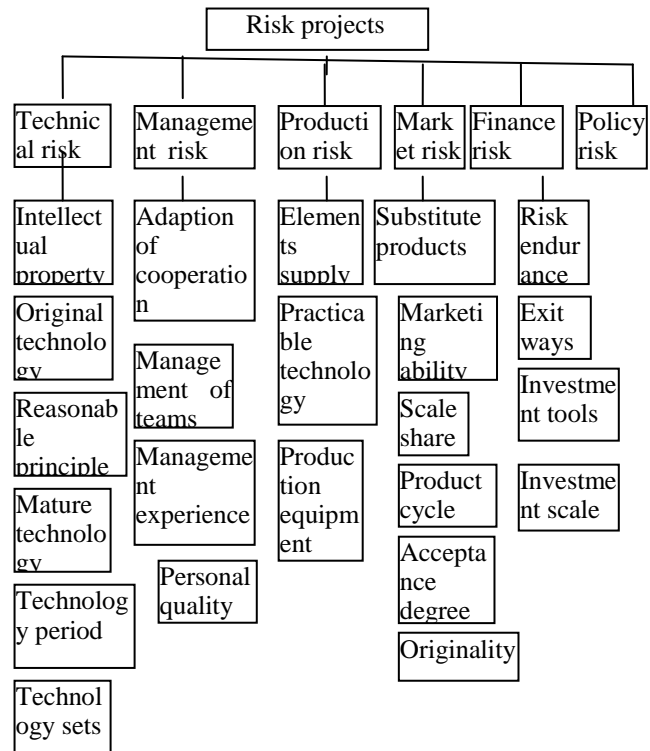 Risk projects
Technic
al risk
Manageme
nt risk
Producti
on risk
Mark
et risk
Finance
risk
Policy
risk
Intellect
ual
property
Original
technolo
gy
Reasonab
le
principle
Mature
technolo
gy
Technolog
y period
Technol
ogy sets
Adaption
of
cooperatio
n
Manage
ment of
teams
Manageme
nt
experience
Personal
quality
Eleme
nts
supply
Practica
ble
technolo
gy
Produc
tion
equipm
ent
Substitute
products
Marketi
ng
ability
Scale
share
Product
cycle
Accepta
nce
degree
Originality
Risk
endur
ance
Exit
ways
Investme
nt tools
Investme
nt scale